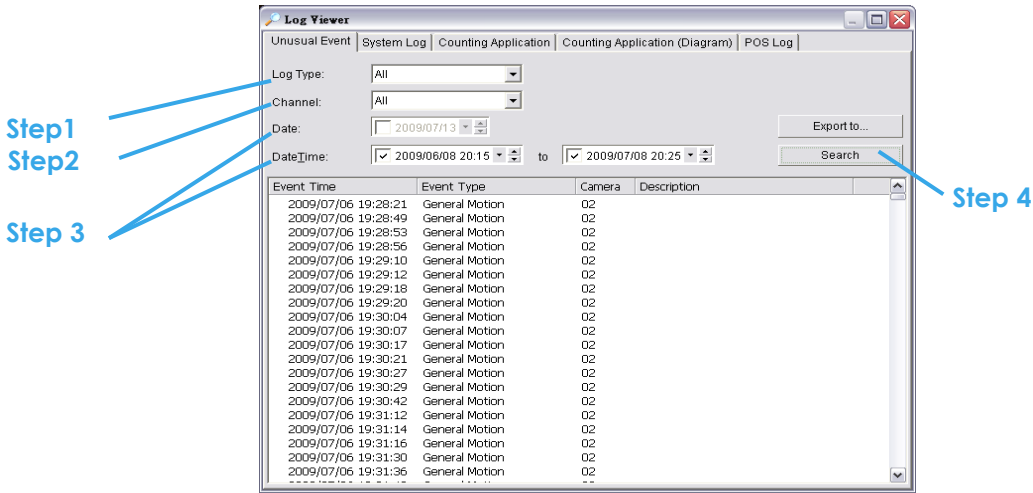 Log Viewer
Unusual Event System Log Counting Application Counting Application (Diagram) POS Log
Log Type: All
Channel: All
Step1
Date: 2009/07/13 Export to...
Step2
DateTime: 2009/06/08 20:15 to 2009/07/08 20:25 Search
Event Time Event Type Camera Description
Step 4
2009/07/06 19:28:21 General Motion 02
2009/07/06 19:28:49 General Motion 02
2009/07/06 19:28:53 General Motion 02
Step 3
2009/07/06 19:28:56 General Motion 02
2009/07/06 19:29:10 General Motion 02
2009/07/06 19:29:12 General Motion 02
2009/07/06 19:29:18 General Motion 02
2009/07/06 19:29:20 General Motion 02
2009/07/06 19:30:04 General Motion 02
2009/07/06 19:30:07 General Motion 02
2009/07/06 19:30:17 General Motion 02
2009/07/06 19:30:21 General Motion 02
2009/07/06 19:30:27 General Motion 02
2009/07/06 19:30:29 General Motion 02
2009/07/06 19:30:42 General Motion 02
2009/07/06 19:31:12 General Motion 02
2009/07/06 19:31:14 General Motion 02
2009/07/06 19:31:16 General Motion 02
2009/07/06 19:31:30 General Motion 02
2009/07/06 19:31:36 General Motion 02